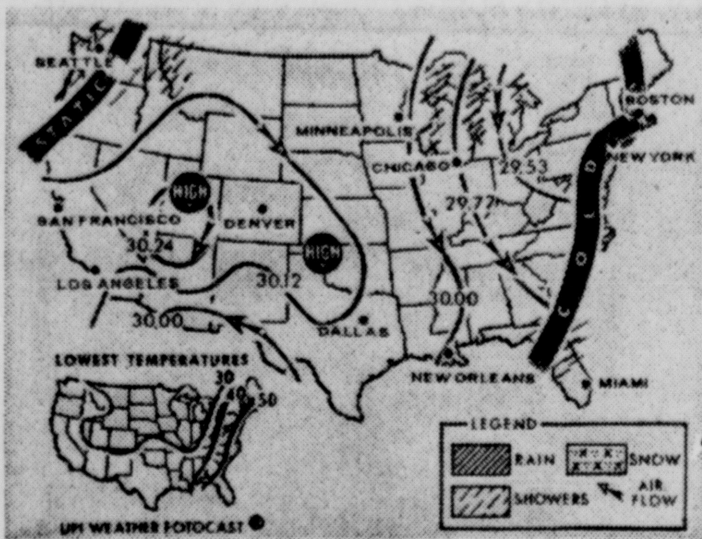 SEATTLE
STATIC
BOSTON
MINNEAPOLIS
NEW YORK
CHICAGO
29.53
COLD
HIGH
29.77
SAN FRANCISCO
DENVER
30.24
HIGH
LOS ANGELES
30.12
30.00
30.00
DALLAS
LOWEST TEMPERATURES
NEW ORLEANS
30
40
50
MIAMI
LEGEND
RAIN
SNOW
SHOWERS
AIR
FLOW
UPI WEATHER FOTOCAST